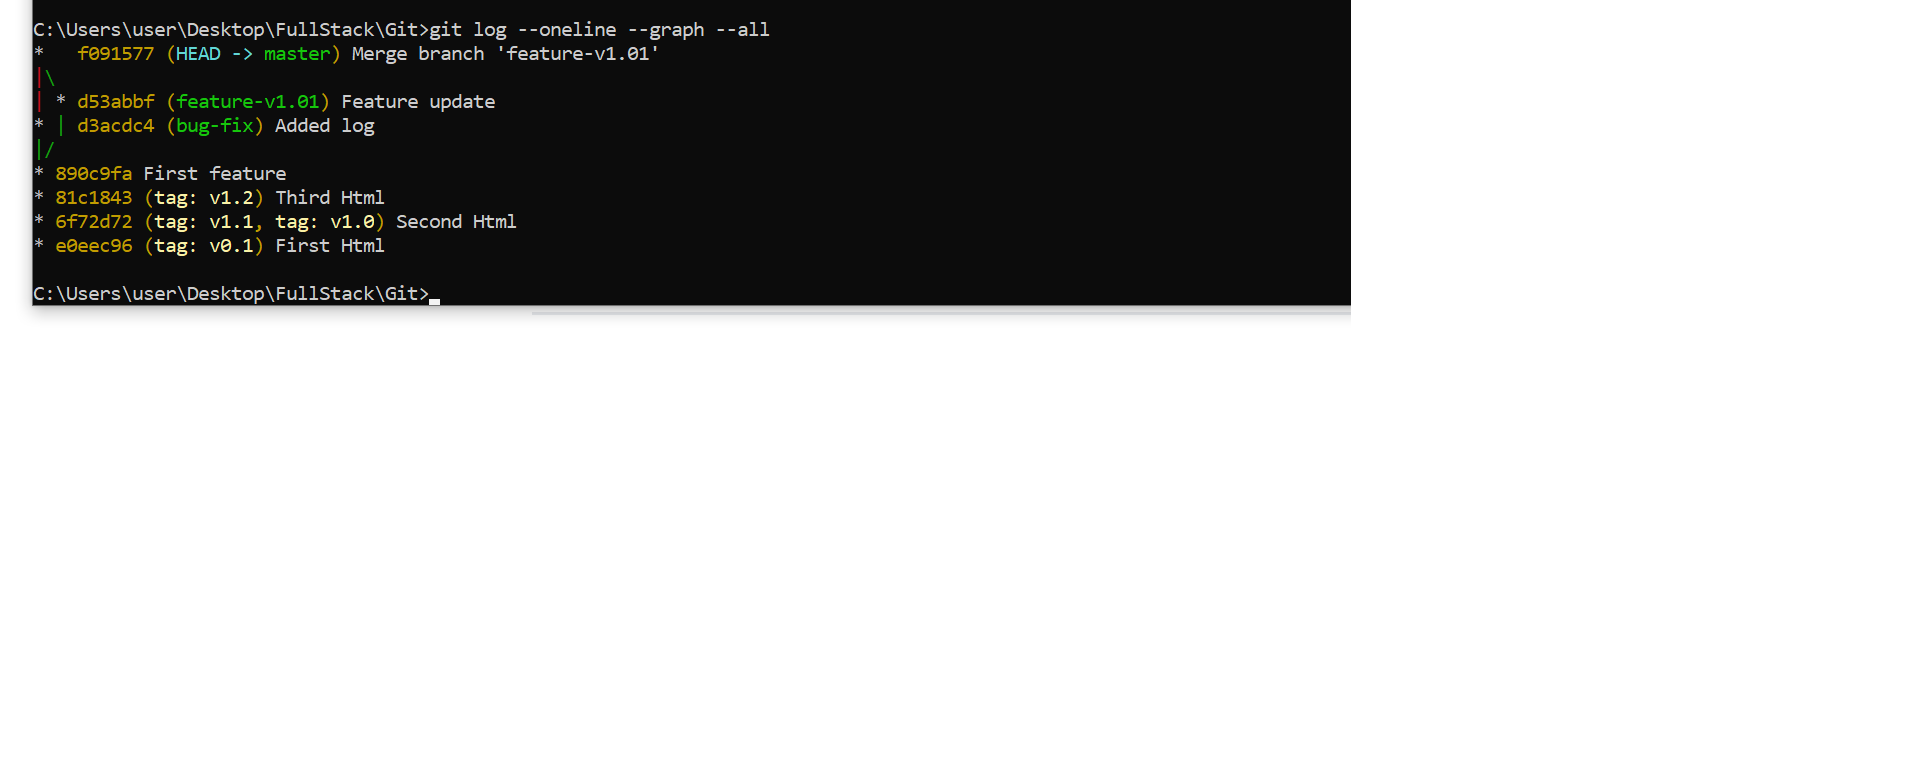 C:\Users\user\Desktop\FullStack\Git>git log --oneline --graph --all
*   f091577 (HEAD -> master) Merge branch 'feature-v1.01'
|\
| * d53abbf (feature-v1.01) Feature update
* | d3acdc4 (bug-fix) Added log
|/
* 890c9fa First feature
* 81c1843 (tag: v1.2) Third Html
* 6f72d72 (tag: v1.1, tag: v1.0) Second Html
* e0eec96 (tag: v0.1) First Html
C:\Users\user\Desktop\FullStack\Git>